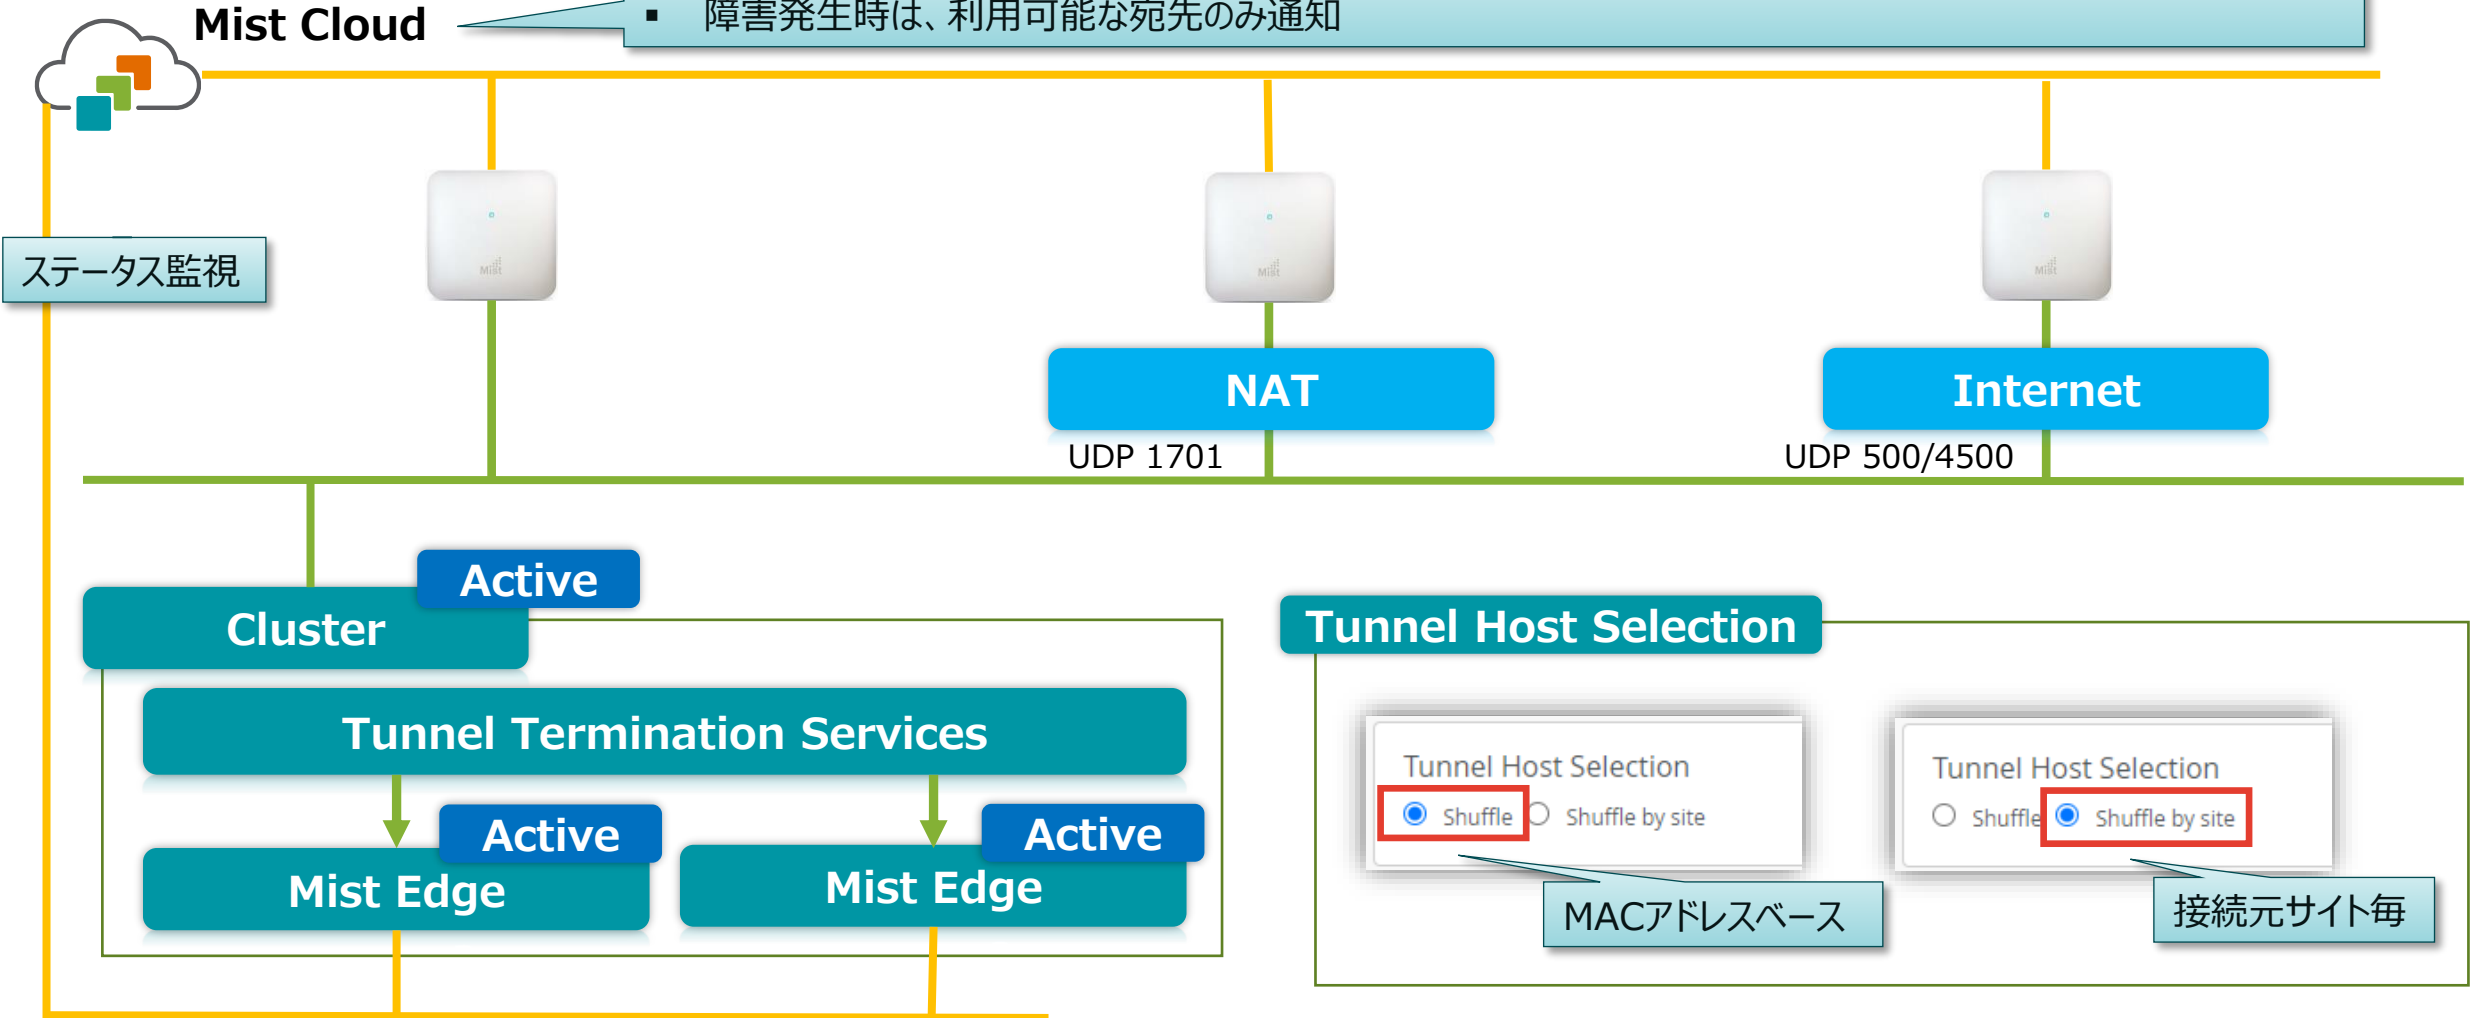 ▪ 障害発生時は、利用可能な宛先のみ通知
Mist Cloud
ステータス監視
Mist
Mist
Mist
NAT
Internet
UDP 1701
UDP 500/4500
Active
Cluster
Tunnel Termination Services
Active
Active
Mist Edge
Mist Edge
Tunnel Host Selection
Tunnel Host Selection
Shuffle Shuffle by site
MACアドレスベース
Tunnel Host Selection
Shuffle Shuffle by site
接続元サイト毎